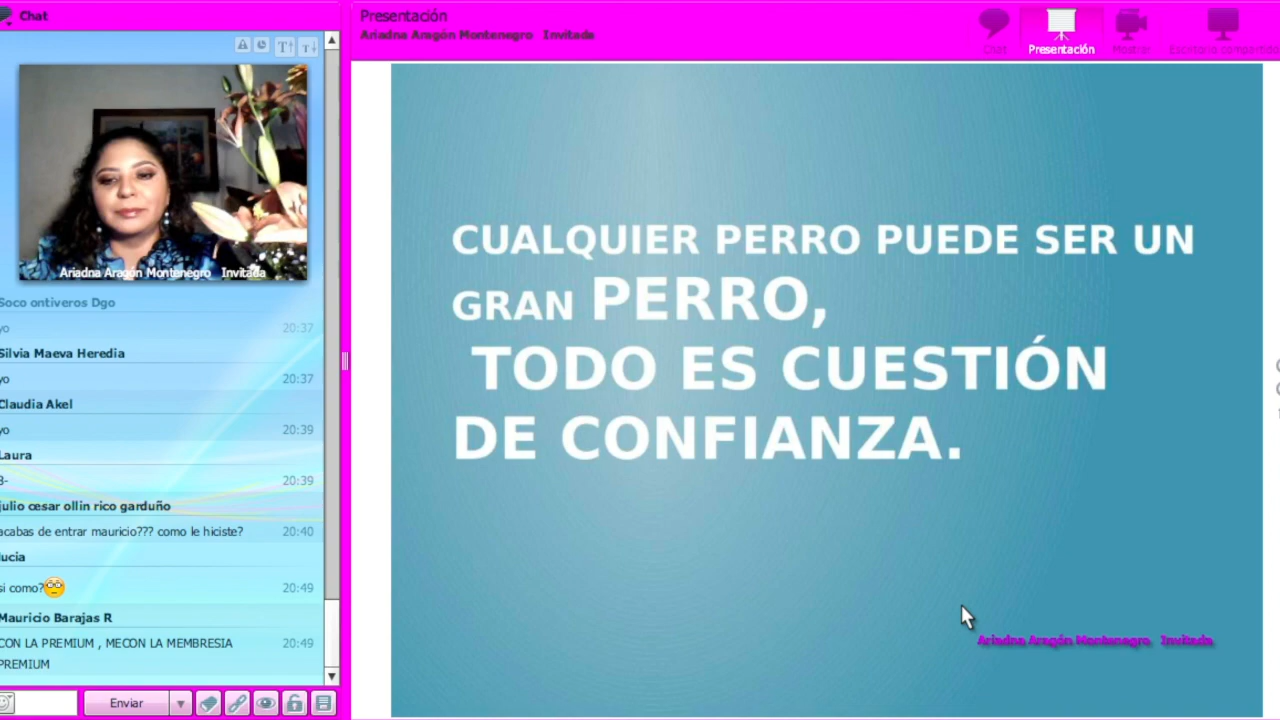 Chat
Ariadna Aragón Montenegro Invitada
Soco ontiveros Dgo
yo 20:37
Silvia Maeva Heredia
yo 20:37
Claudia Akel
yo 20:39
Laura
20:39
julio cesar ollin rico garduño
acabas de entrar mauricio??? como le hiciste? 20:40
lucia
si como? 20:49
Mauricio Barajas R
CON LA PREMIUM , MECON LA MEMBRESIA 20:49
PREMIUM
Enviar
Presentación
Ariadna Aragón Montenegro Invitada
Chat
Presentación
Mostrar
Escritorio compartido
CUALQUIER PERRO PUEDE SER UN
GRAN PERRO,
TODO ES CUESTIÓN
DE CONFIANZA.
Ariadna Aragón Montenegro Invitada